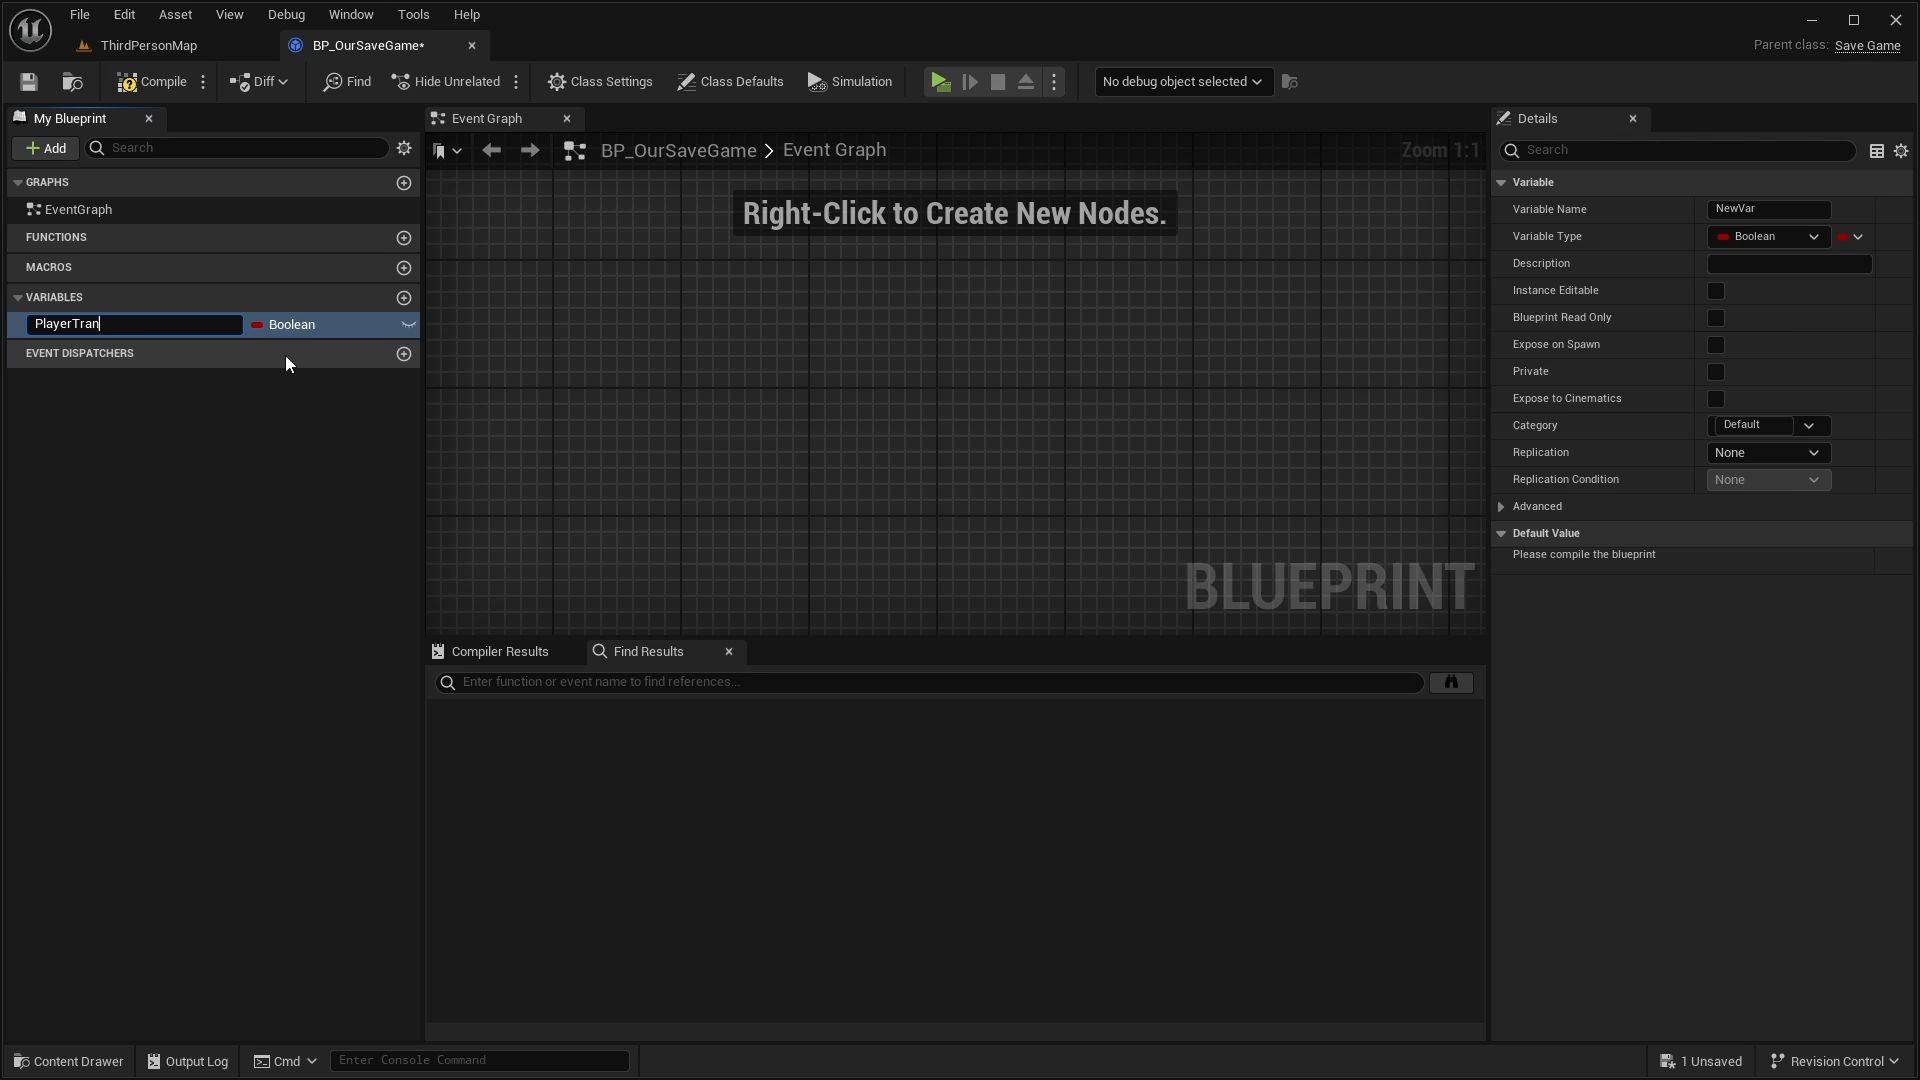 File Edit Asset View Debug Window Tools Help
ThirdPersonMap BP_OurSaveGame* Parent class: Save Game
Compile Diff Find Hide Unrelated Class Settings Class Defaults Simulation No debug object selected
My Blueprint Event Graph Details
Add Search BP_OurSaveGame Event Graph Zoom 1:1 Search
GRAPHS
EventGraph
FUNCTIONS
MACROS
VARIABLES
PlayerTran Boolean
EVENT DISPATCHERS
Right-Click to Create New Nodes.
BLUEPRINT
Compiler Results Find Results
Enter function or event name to find references...
Variable
Variable Name NewVar
Variable Type Boolean
Description
Instance Editable
Blueprint Read Only
Expose on Spawn
Private
Expose to Cinematics
Category Default
Replication None
Replication Condition None
Advanced
Default Value
Please compile the blueprint
Content Drawer Output Log Cmd Enter Console Command 1 Unsaved Revision Control